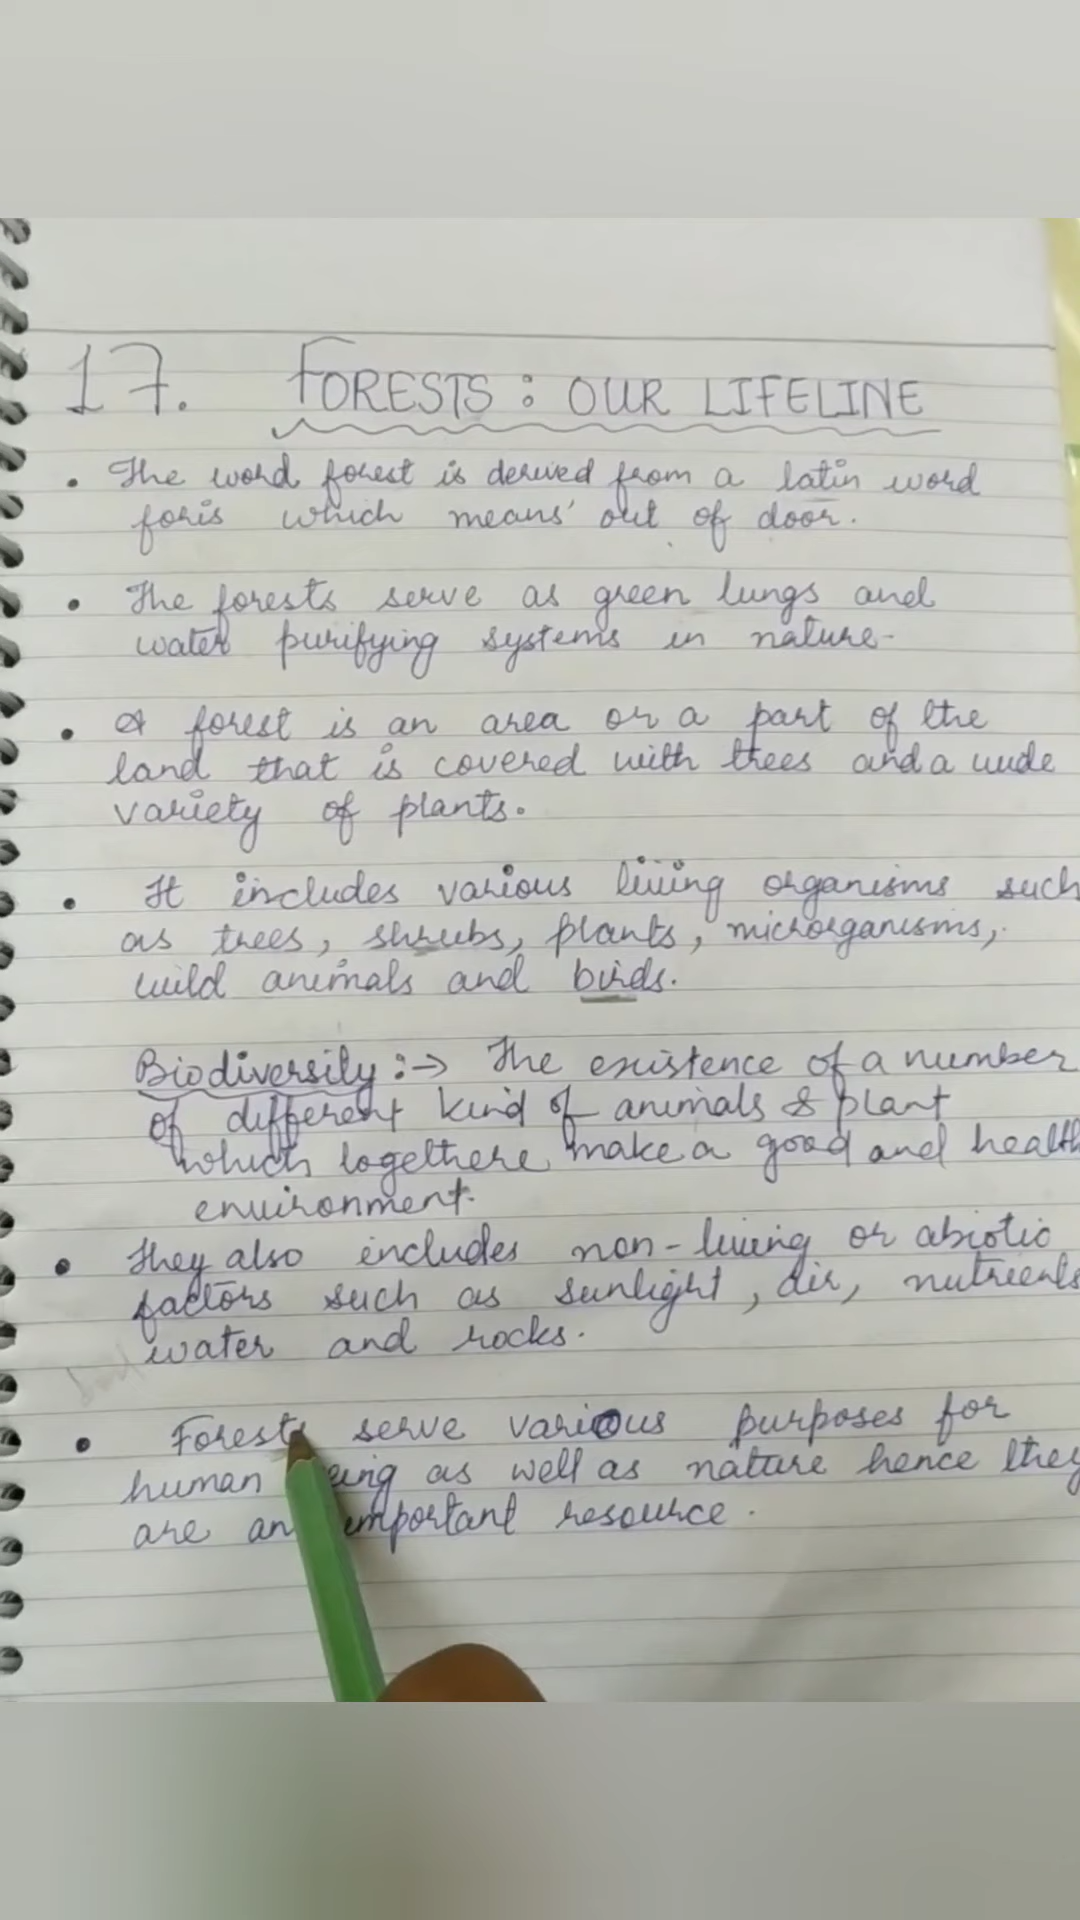 17. FORESTS : OUR LIFELINE
• The word forest is derived from a latin word
foris which means' out of door.
• The forests serve as green lungs and
water purifying systems in nature-
• A forest is an area or a part of the
land that is covered with trees and a wide
variety of plants.
• It includes various living organisms such
as trees, shrubs, plants, microrganisms,
wild animals and birds.
Biodiversity :-> The existence of a number
of different kind of animals & plant
which logethere make a good and health
environment.
• They also includes non-living or abiotic
factors such as sunlight, air, nutrients
water and rocks.
• Forests serve various purposes for
human eing as well as nature hence they
are an important resource.